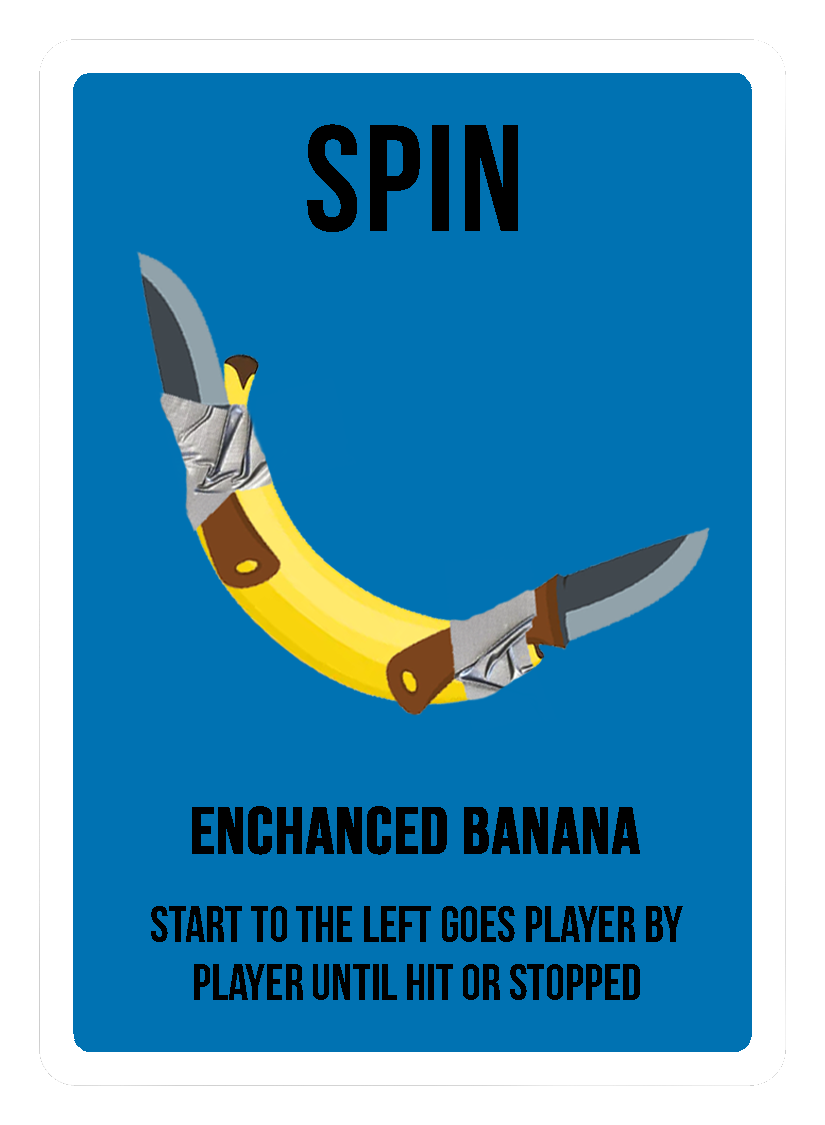 SPIN
ENCHANCED BANANA
START TO THE LEFT GOES PLAYER BY
PLAYER UNTIL HIT OR STOPPED